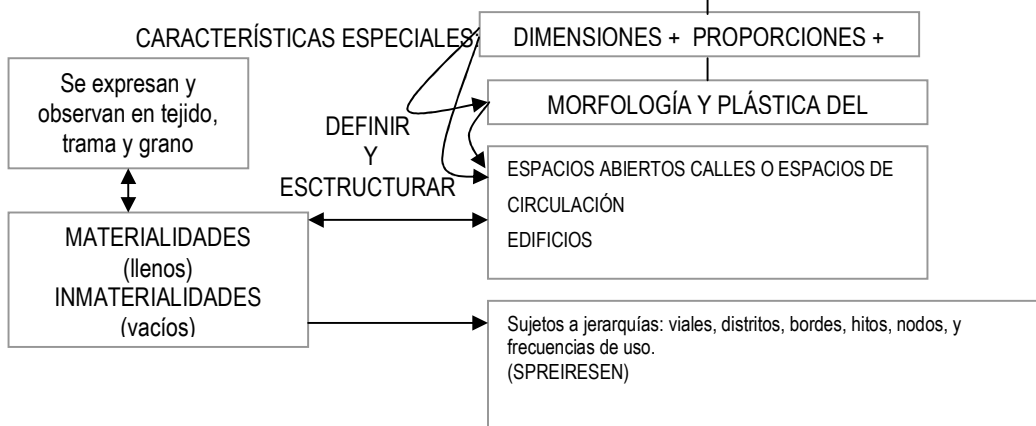 CARACTERÍSTICAS ESPECIALES:
DIMENSIONES + PROPORCIONES +
Se expresan y
observan en tejido,
trama y grano
MORFOLOGÍA Y PLÁSTICA DEL
DEFINIR
Y
ESCTRUCTURAR
ESPACIOS ABIERTOS CALLES O ESPACIOS DE
CIRCULACIÓN
EDIFICIOS
MATERIALIDADES
(llenos)
INMATERIALIDADES
(vacíos)
Sujetos a jerarquías: viales, distritos, bordes, hitos, nodos, y
frecuencias de uso.
(SPREIRESEN)